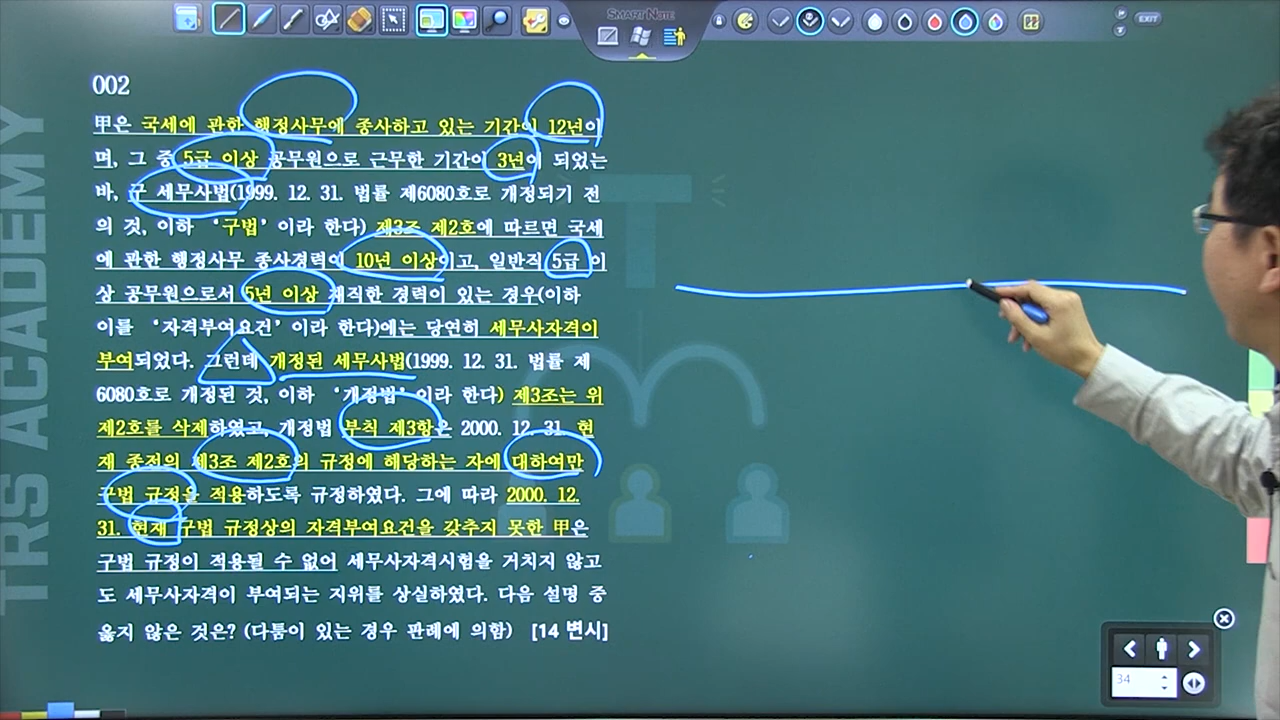 SMART NOTE
EXIT
TRS ACADEMY
002
甲은 국세에 관한 행정사무에 종사하고 있는 기간이 12년이
며, 그 중 5급 이상 공무원으로 근무한 기간이 3년이 되었는
바, 구 세무사법(1999. 12. 31. 법률 제6080호로 개정되기 전
의 것, 이하 ‘구법’이라 한다) 제3조 제2호에 따르면 국세
에 관한 행정사무 종사경력이 10년 이상이고, 일반직 5급 이
상 공무원으로서 5년 이상 재직한 경력이 있는 경우(이하
이를 ‘자격부여요건’이라 한다)에는 당연히 세무사자격이
부여되었다. 그런데 개정된 세무사법(1999. 12. 31. 법률 제
6080호로 개정된 것, 이하 ‘개정법’이라 한다) 제3조는 위
제2호를 삭제하였고, 개정법 부칙 제3항은 2000. 12. 31. 현
재 종전의 제3조 제2호의 규정에 해당하는 자에 대하여만
구법 규정을 적용하도록 규정하였다. 그에 따라 2000. 12.
31. 현재 구법 규정상의 자격부여요건을 갖추지 못한 甲은
구법 규정이 적용될 수 없어 세무사자격시험을 거치지 않고
도 세무사자격이 부여되는 지위를 상실하였다. 다음 설명 중
옳지 않은 것은? (다툼이 있는 경우 판례에 의함) [14 변시]
34